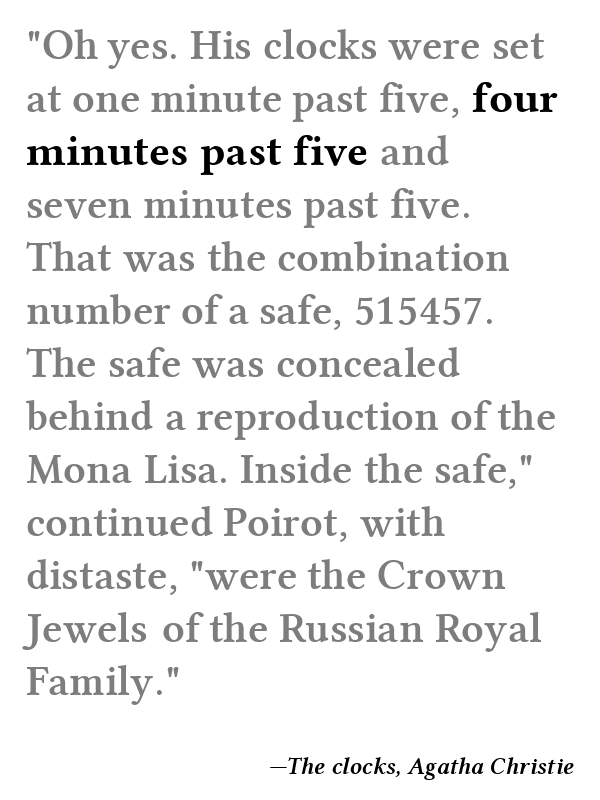 "Oh yes. His clocks were set
at one minute past five, four
minutes past five and
seven minutes past five.
That was the combination
number of a safe, 515457.
The safe was concealed
behind a reproduction of the
Mona Lisa. Inside the safe,"
continued Poirot, with
distaste, "were the Crown
Jewels of the Russian Royal
Family."
—The clocks, Agatha Christie